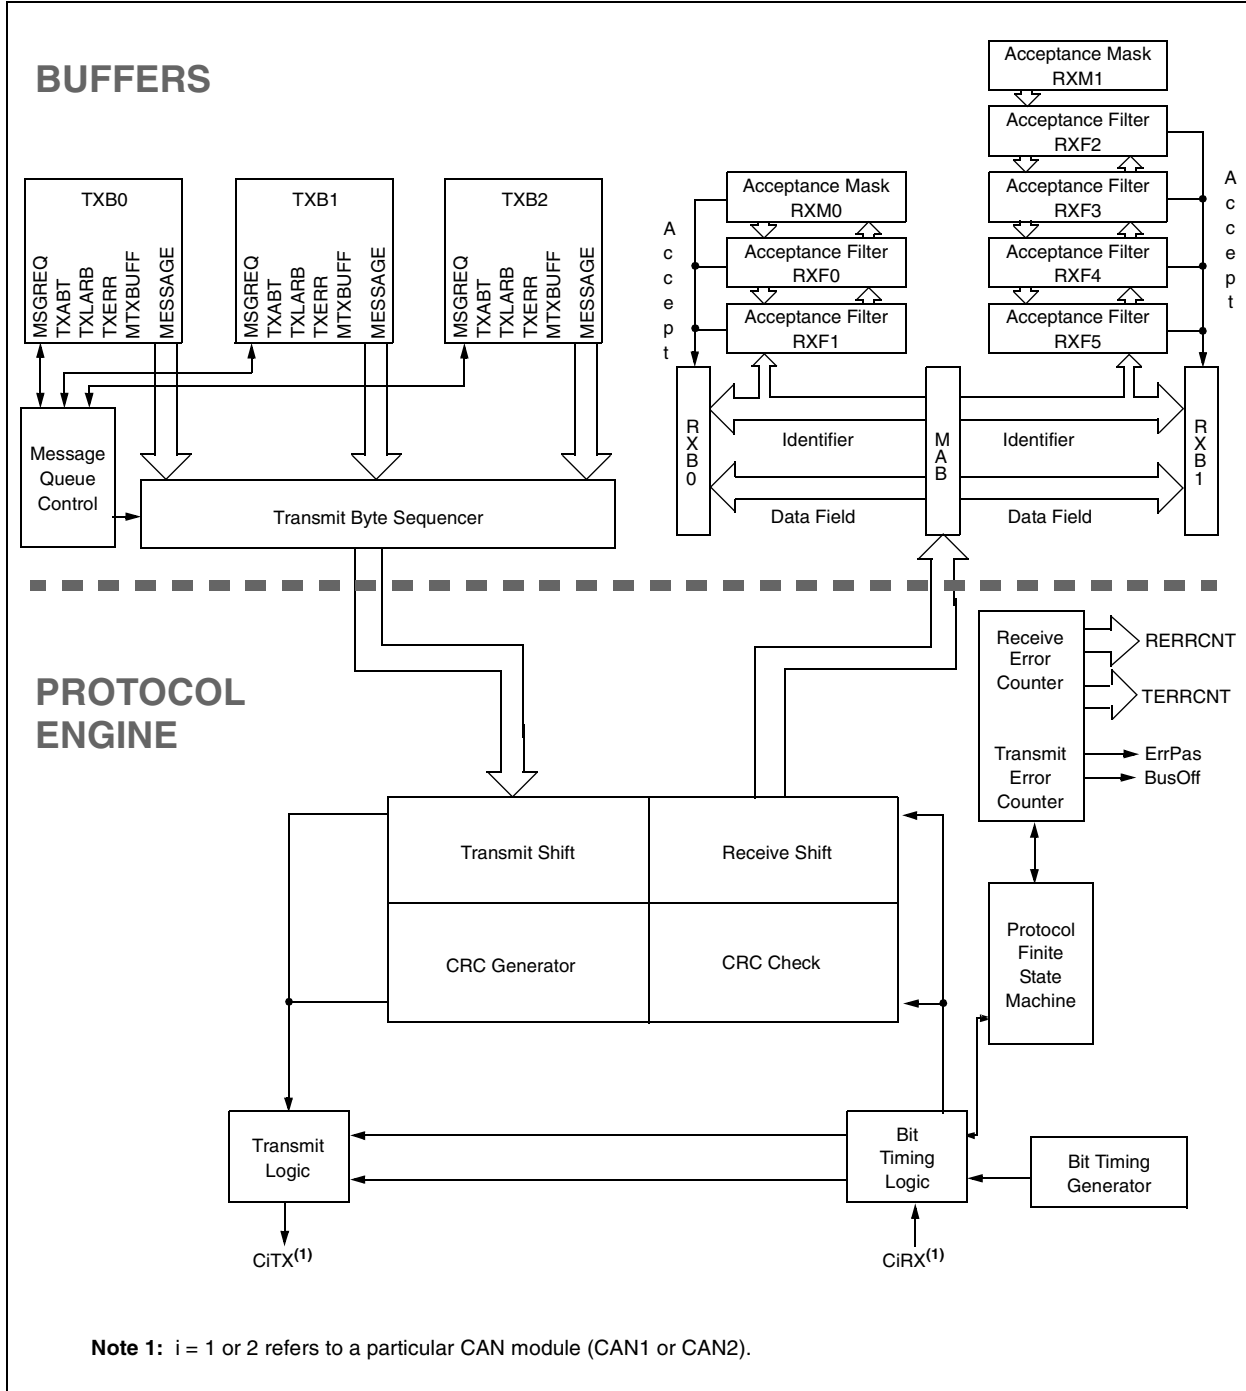 BUFFERS
Acceptance Mask
RXM1
Acceptance Filter
RXF2
Acceptance Filter
RXF3
Acceptance Filter
RXF4
Acceptance Filter
RXF5
Accept
Acceptance Mask
RXM0
Acceptance Filter
RXF0
Acceptance Filter
RXF1
Accept
TXB0
MSGREQ
TXABT
TXLARB
TXERR
MTXBUFF
MESSAGE
TXB1
MSGREQ
TXABT
TXLARB
TXERR
MTXBUFF
MESSAGE
TXB2
MSGREQ
TXABT
TXLARB
TXERR
MTXBUFF
MESSAGE
Message
Queue
Control
Transmit Byte Sequencer
RXB0
Identifier
Data Field
MAB
Identifier
Data Field
RXB1
PROTOCOL
ENGINE
Receive
Error
Counter
Transmit
Error
Counter
RERRCNT
TERRCNT
ErrPas
BusOff
Transmit Shift
Receive Shift
CRC Generator
CRC Check
Protocol
Finite
State
Machine
Transmit
Logic
Bit
Timing
Logic
Bit Timing
Generator
CiTX(1)
CiRX(1)
Note 1: i = 1 or 2 refers to a particular CAN module (CAN1 or CAN2).